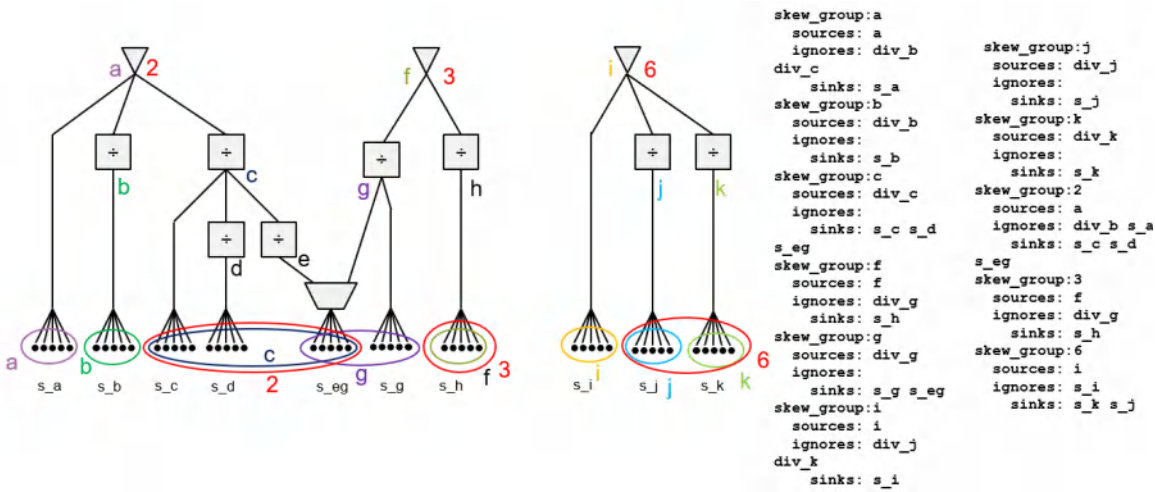 a 2
f 3
i 6
÷ ÷ ÷ ÷ ÷ ÷
b c g h j k
÷ ÷
d e
a b c 2 g f 3 i j 6 k
s_a s_b s_c s_d s_eg s_g s_h s_i s_j s_k
skew_group:a
sources: a
ignores: div_b
div_c
sinks: s_a
skew_group:b
sources: div_b
ignores:
sinks: s_b
skew_group:c
sources: div_c
ignores:
sinks: s_c s_d
s_eg
skew_group:f
sources: f
ignores: div_g
sinks: s_h
skew_group:g
sources: div_g
ignores:
sinks: s_g s_eg
skew_group:i
sources: i
ignores: div_j
div_k
sinks: s_i
skew_group:j
sources: div_j
ignores:
sinks: s_j
skew_group:k
sources: div_k
ignores:
sinks: s_k
skew_group:2
sources: a
ignores: div_b s_a
sinks: s_c s_d
s_eg
skew_group:3
sources: f
ignores: div_g
sinks: s_h
skew_group:6
sources: i
ignores: s_i
sinks: s_k s_j